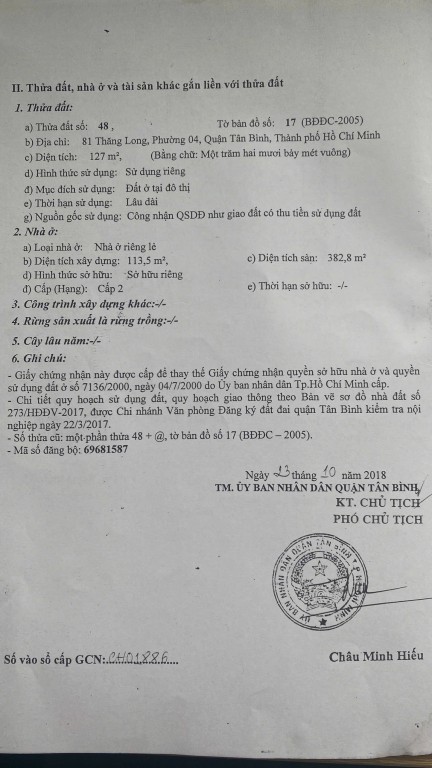 II. Thửa đất, nhà ở và tài sản khác gắn liền với thửa đất
1. Thửa đất:
a) Thửa đất số: 48 , Tờ bản đồ số: 17 (BĐĐC-2005)
b) Địa chỉ: 81 Thăng Long, Phường 04, Quận Tân Bình, Thành phố Hồ Chí Minh
c) Diện tích: 127 m², (Bằng chữ: Một trăm hai mươi bảy mét vuông)
d) Hình thức sử dụng: Sử dụng riêng
đ) Mục đích sử dụng: Đất ở tại đô thị
e) Thời hạn sử dụng: Lâu dài
g) Nguồn gốc sử dụng: Công nhận QSDĐ như giao đất có thu tiền sử dụng đất
2. Nhà ở:
a) Loại nhà ở: Nhà ở riêng lẻ
b) Diện tích xây dựng: 113,5 m², c) Diện tích sàn: 382,8 m²
d) Hình thức sở hữu: Sở hữu riêng
đ) Cấp (Hạng): Cấp 2 e) Thời hạn sở hữu: -/-
3. Công trình xây dựng khác:-/-
4. Rừng sản xuất là rừng trồng:-/-
5. Cây lâu năm:-/-
6. Ghi chú:
- Giấy chứng nhận này được cấp để thay thế Giấy chứng nhận quyền sở hữu nhà ở và quyền
sử dụng đất ở số 7136/2000, ngày 04/7/2000 do Ủy ban nhân dân Tp.Hồ Chí Minh cấp.
- Chi tiết quy hoạch sử dụng đất, quy hoạch giao thông theo Bản vẽ sơ đồ nhà đất số
273/HĐĐV-2017, được Chi nhánh Văn phòng Đăng ký đất đai quận Tân Bình kiểm tra nội
nghiệp ngày 22/3/2017.
- Số thửa cũ: một phần thửa 48 + @, tờ bản đồ số 17 (BĐĐC – 2005).
- Mã số đăng bộ: 69681587
Ngày 23 tháng 10 năm 2018
TM. ỦY BAN NHÂN DÂN QUẬN TÂN BÌNH
KT. CHỦ TỊCH
PHÓ CHỦ TỊCH
ỦY BAN NHÂN DÂN QUẬN TÂN BÌNH T.P HỒ CHÍ MINH
Số vào sổ cấp GCN: CH01886
Châu Minh Hiếu